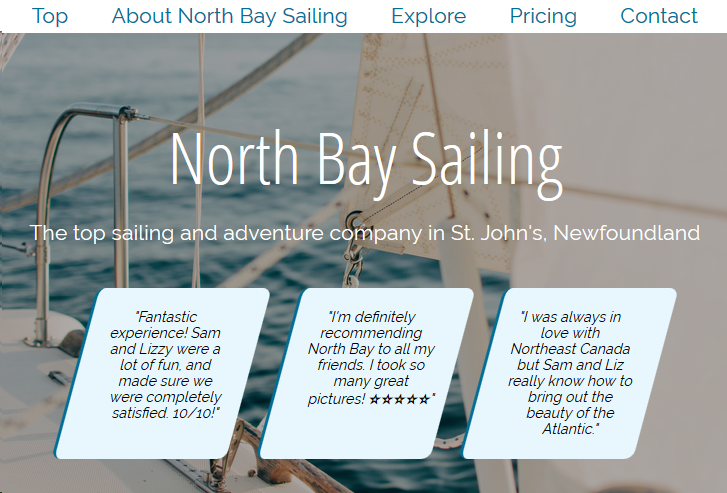 Top About North Bay Sailing Explore Pricing Contact
North Bay Sailing
The top sailing and adventure company in St. John's, Newfoundland
"Fantastic
experience! Sam
and Lizzy were a
lot of fun, and
made sure we
were completely
satisfied. 10/10!"
"I'm definitely
recommending
North Bay to all my
friends. I took so
many great
pictures! ★★★★★"
"I was always in
love with
Northeast Canada
but Sam and Liz
really know how to
bring out the
beauty of the
Atlantic."